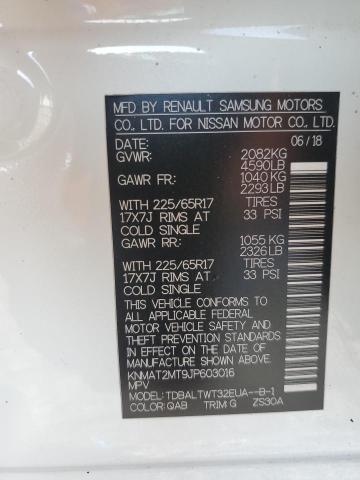 MFD BY RENAULT SAMSUNG MOTORS
CO., LTD. FOR NISSAN MOTOR CO., LTD.
DATE: 06/18
GVWR: 2082KG
4590LB
GAWR FR: 1040 KG
2293LB
WITH 225/65R17 TIRES
17X7J RIMS AT 33 PSI
COLD SINGLE
GAWR RR: 1055 KG
2326LB
WITH 225/65R17 TIRES
17X7J RIMS AT 33 PSI
COLD SINGLE
THIS VEHICLE CONFORMS TO
ALL APPLICABLE FEDERAL
MOTOR VEHICLE SAFETY
AND THEFT PREVENTION STANDARDS
IN EFFECT ON THE DATE OF
MANUFACTURE SHOWN ABOVE
KNMAT2MT9JP603016
MPV
MODEL: TDBALTWT32EUA--B-1
COLOR:QAB TRIM:G ZS30A